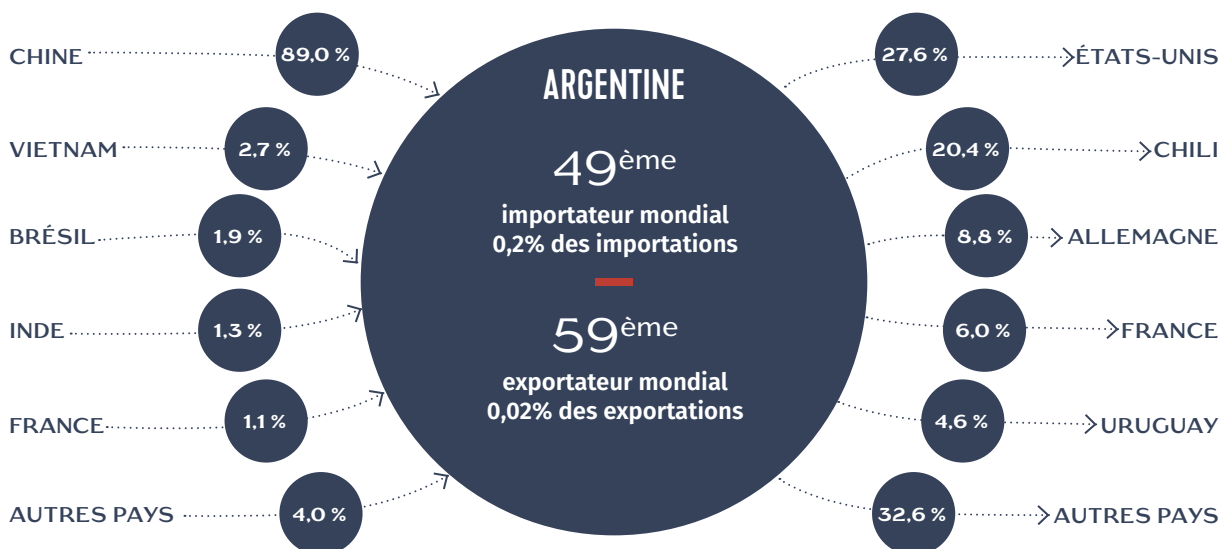 CHINE
89,0 %
VIETNAM
2,7 %
BRÉSIL
1,9 %
INDE
1,3 %
FRANCE
1,1 %
AUTRES PAYS
4,0 %
ARGENTINE
49ème
importateur mondial
0,2% des importations
59ème
exportateur mondial
0,02% des exportations
27,6 %
ÉTATS-UNIS
20,4 %
CHILI
8,8 %
ALLEMAGNE
6,0 %
FRANCE
4,6 %
URUGUAY
32,6 %
AUTRES PAYS